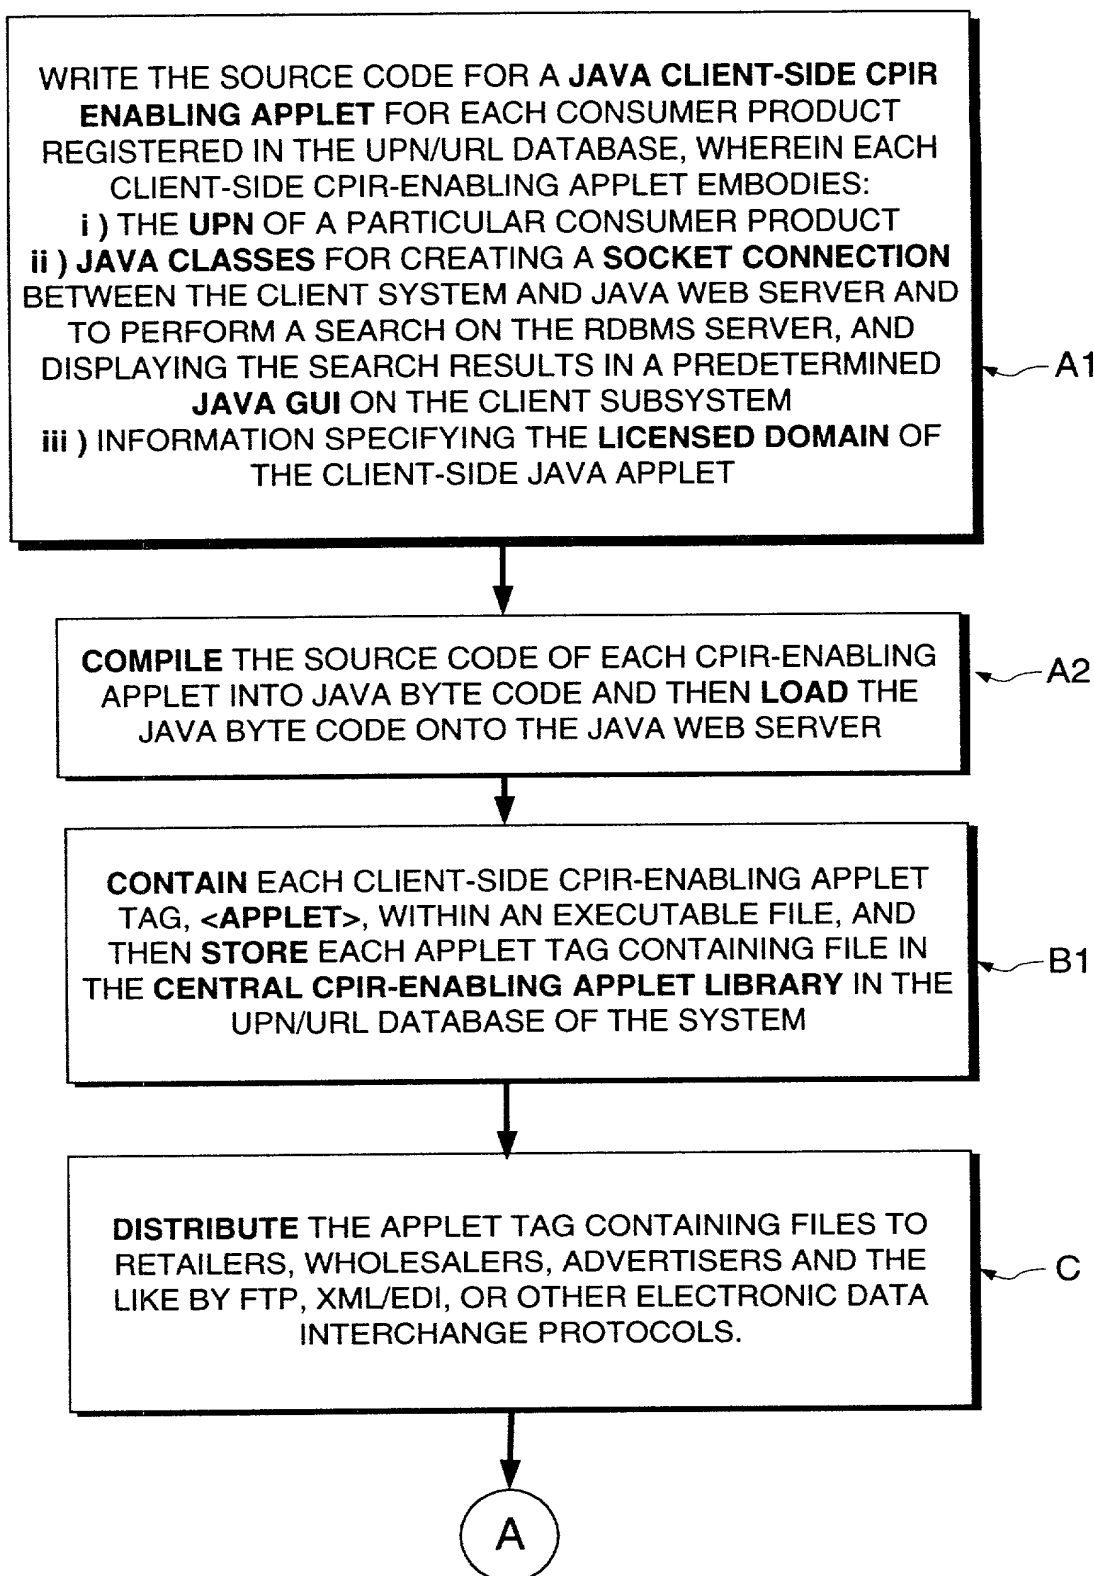 WRITE THE SOURCE CODE FOR A JAVA CLIENT-SIDE CPIR
ENABLING APPLET FOR EACH CONSUMER PRODUCT
REGISTERED IN THE UPN/URL DATABASE, WHEREIN EACH
CLIENT-SIDE CPIR-ENABLING APPLET EMBODIES:
i ) THE UPN OF A PARTICULAR CONSUMER PRODUCT
ii ) JAVA CLASSES FOR CREATING A SOCKET CONNECTION
BETWEEN THE CLIENT SYSTEM AND JAVA WEB SERVER AND
TO PERFORM A SEARCH ON THE RDBMS SERVER, AND
DISPLAYING THE SEARCH RESULTS IN A PREDETERMINED
JAVA GUI ON THE CLIENT SUBSYSTEM
iii ) INFORMATION SPECIFYING THE LICENSED DOMAIN OF
THE CLIENT-SIDE JAVA APPLET
A1
COMPILE THE SOURCE CODE OF EACH CPIR-ENABLING
APPLET INTO JAVA BYTE CODE AND THEN LOAD THE
JAVA BYTE CODE ONTO THE JAVA WEB SERVER
A2
CONTAIN EACH CLIENT-SIDE CPIR-ENABLING APPLET
TAG, <APPLET>, WITHIN AN EXECUTABLE FILE, AND
THEN STORE EACH APPLET TAG CONTAINING FILE IN
THE CENTRAL CPIR-ENABLING APPLET LIBRARY IN THE
UPN/URL DATABASE OF THE SYSTEM
B1
DISTRIBUTE THE APPLET TAG CONTAINING FILES TO
RETAILERS, WHOLESALERS, ADVERTISERS AND THE
LIKE BY FTP, XML/EDI, OR OTHER ELECTRONIC DATA
INTERCHANGE PROTOCOLS.
C
A